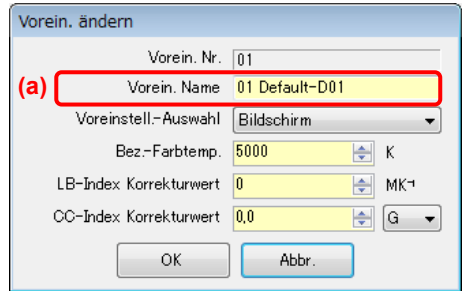 Vorein. ändern
Vorein. Nr. 01
(a) Vorein. Name 01 Default-D01
Voreinstell.-Auswahl Bildschirm
Bez.-Farbtemp. 5000 K
LB-Index Korrekturwert 0 MK⁻¹
CC-Index Korrekturwert 0,0 G
OK Abbr.